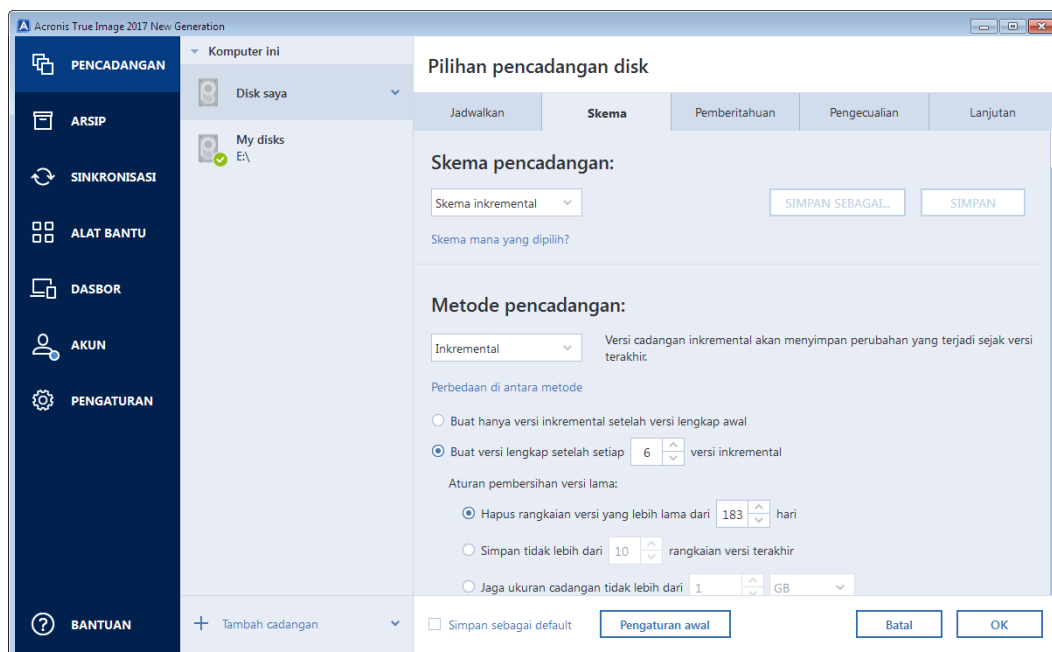 Acronis True Image 2017 New Generation
PENCADANGAN
ARSIP
SINKRONISASI
ALAT BANTU
DASBOR
AKUN
PENGATURAN
BANTUAN
Komputer ini
Disk saya
My disks
E:\
Tambah cadangan
Pilihan pencadangan disk
Jadwalkan
Skema
Pemberitahuan
Pengecualian
Lanjutan
Skema pencadangan:
Skema inkremental
SIMPAN SEBAGAI...
SIMPAN
Skema mana yang dipilih?
Metode pencadangan:
Inkremental
Versi cadangan inkremental akan menyimpan perubahan yang terjadi sejak versi
terakhir.
Perbedaan di antara metode
Buat hanya versi inkremental setelah versi lengkap awal
Buat versi lengkap setelah setiap 6 versi inkremental
Aturan pembersihan versi lama:
Hapus rangkaian versi yang lebih lama dari 183 hari
Simpan tidak lebih dari 10 rangkaian versi terakhir
Jaga ukuran cadangan tidak lebih dari 1 GB
Simpan sebagai default
Pengaturan awal
Batal
OK